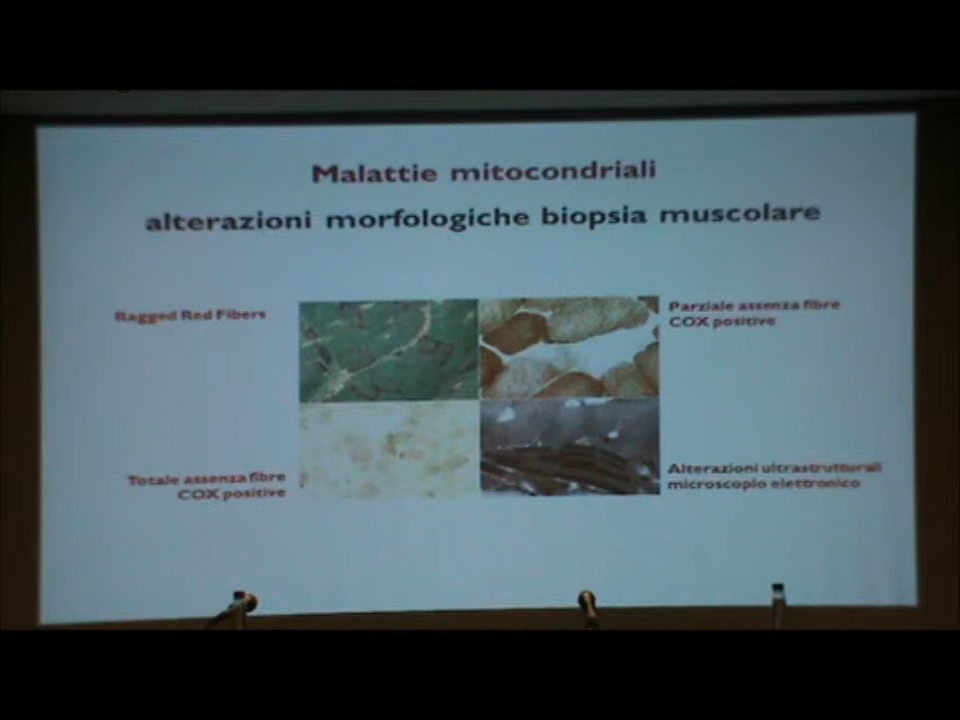 Malattie mitocondriali
alterazioni morfologiche biopsia muscolare
Ragged Red Fibers
Parziale assenza fibre
COX positive
Totale assenza fibre
COX positive
Alterazioni ultrastrutturali
microscopio elettronico